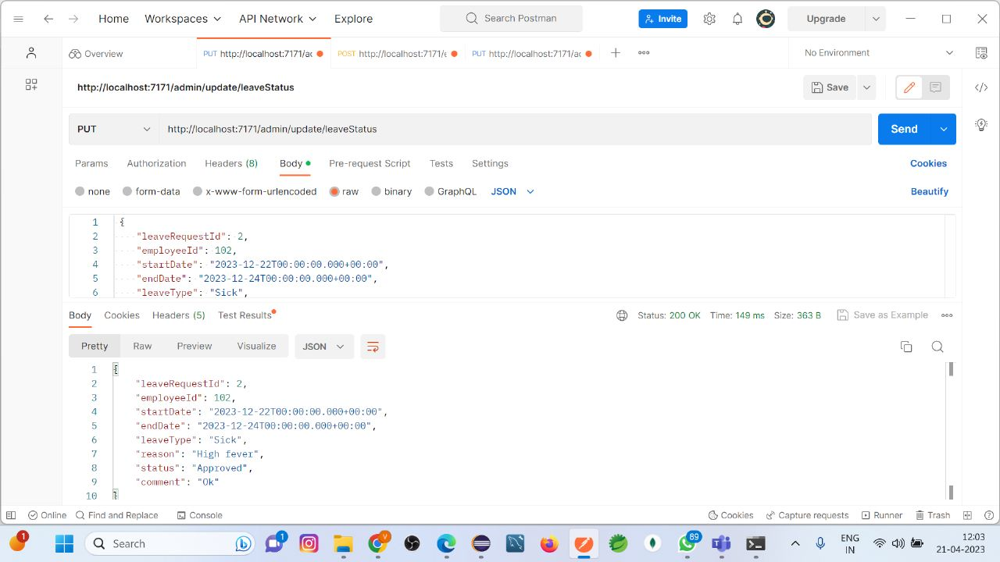 Home Workspaces API Network Explore Search Postman Invite Upgrade
Overview PUT http://localhost:7171/ac POST http://localhost:7171/e PUT http://localhost:7171/ac No Environment
http://localhost:7171/admin/update/leaveStatus Save
PUT http://localhost:7171/admin/update/leaveStatus Send
Params Authorization Headers (8) Body Pre-request Script Tests Settings Cookies
none form-data x-www-form-urlencoded raw binary GraphQL JSON Beautify
1 {
2 "leaveRequestId": 2,
3 "employeeId": 102,
4 "startDate": "2023-12-22T00:00:00.000+00:00",
5 "endDate": "2023-12-24T00:00:00.000+00:00",
6 "leaveType": "Sick",
Body Cookies Headers (5) Test Results Status: 200 OK Time: 149 ms Size: 363 B Save as Example
Pretty Raw Preview Visualize JSON
1 {
2 "leaveRequestId": 2,
3 "employeeId": 102,
4 "startDate": "2023-12-22T00:00:00.000+00:00",
5 "endDate": "2023-12-24T00:00:00.000+00:00",
6 "leaveType": "Sick",
7 "reason": "High fever",
8 "status": "Approved",
9 "comment": "Ok"
10 }
Online Find and Replace Console Cookies Capture requests Runner Trash
1 Search 1 V 89 ENG 12:03
IN 21-04-2023